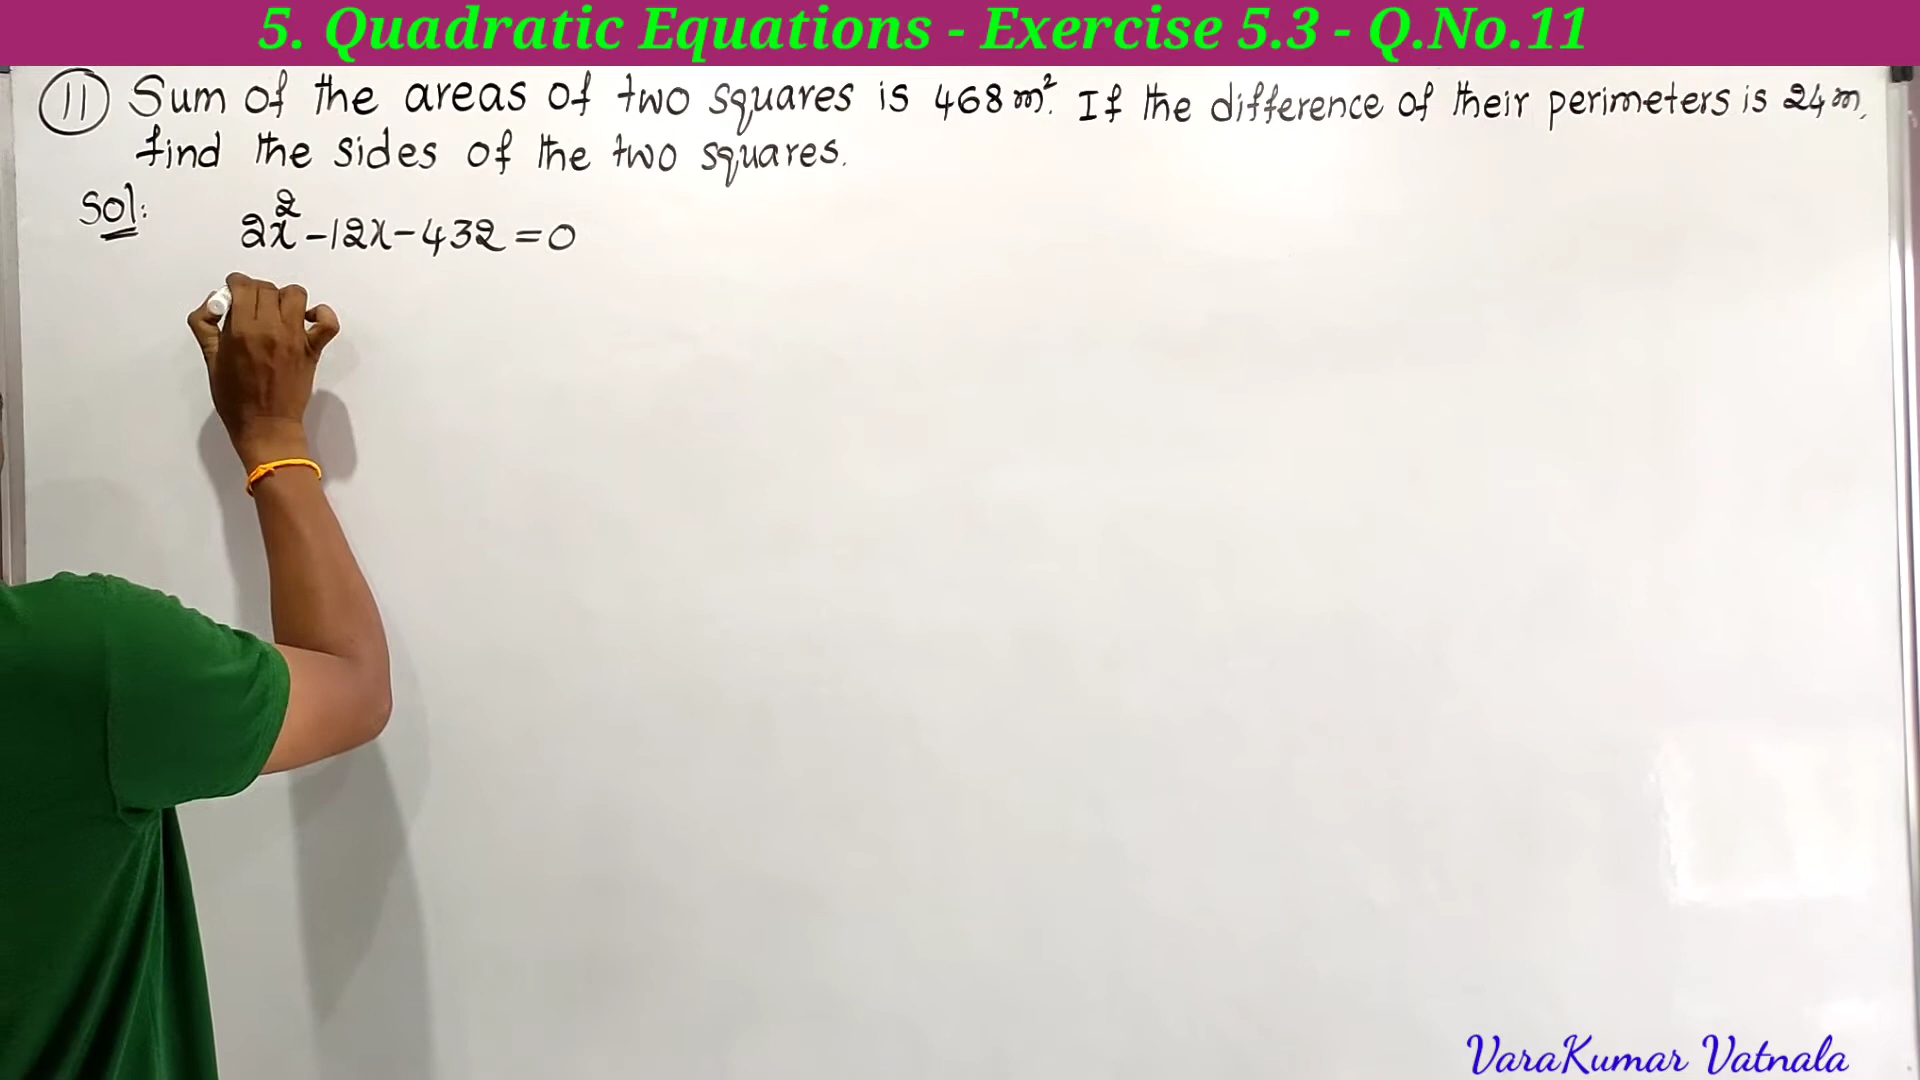 5. Quadratic Equations - Exercise 5.3 - Q.No.11
11 Sum of the areas of two squares is 468 m². If the difference of their perimeters is 24 m,
find the sides of the two squares.
Sol:
2x² - 12x - 432 = 0
VaraKumar Vatnala